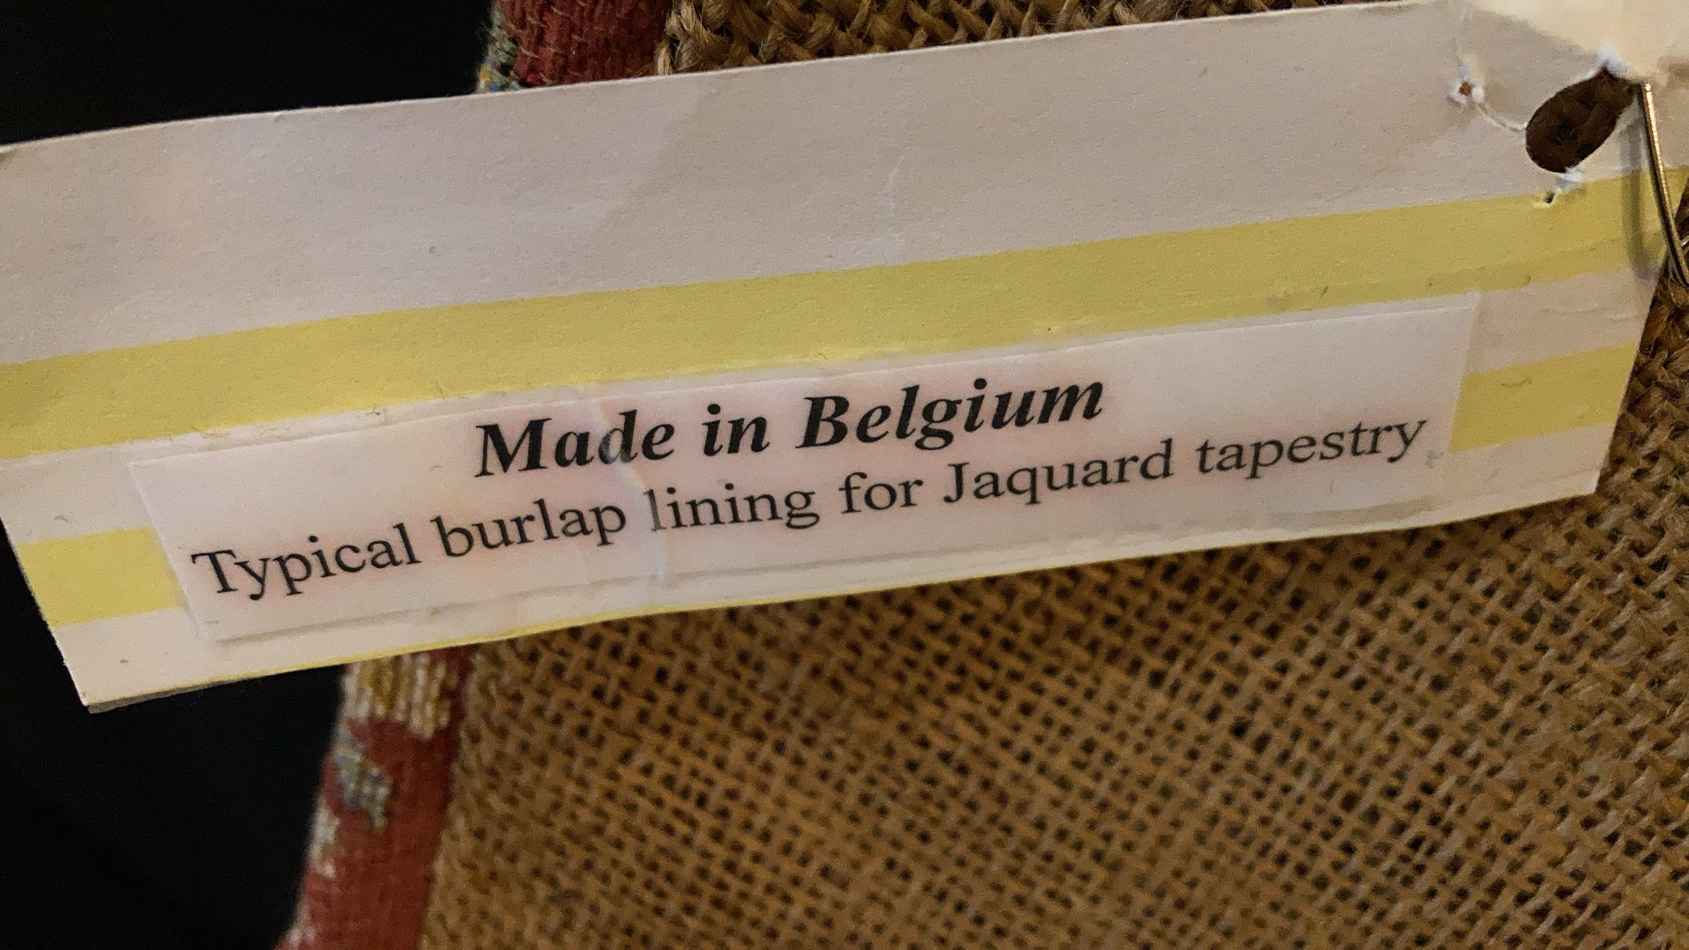 Made in Belgium
Typical burlap lining for Jaquard tapestry